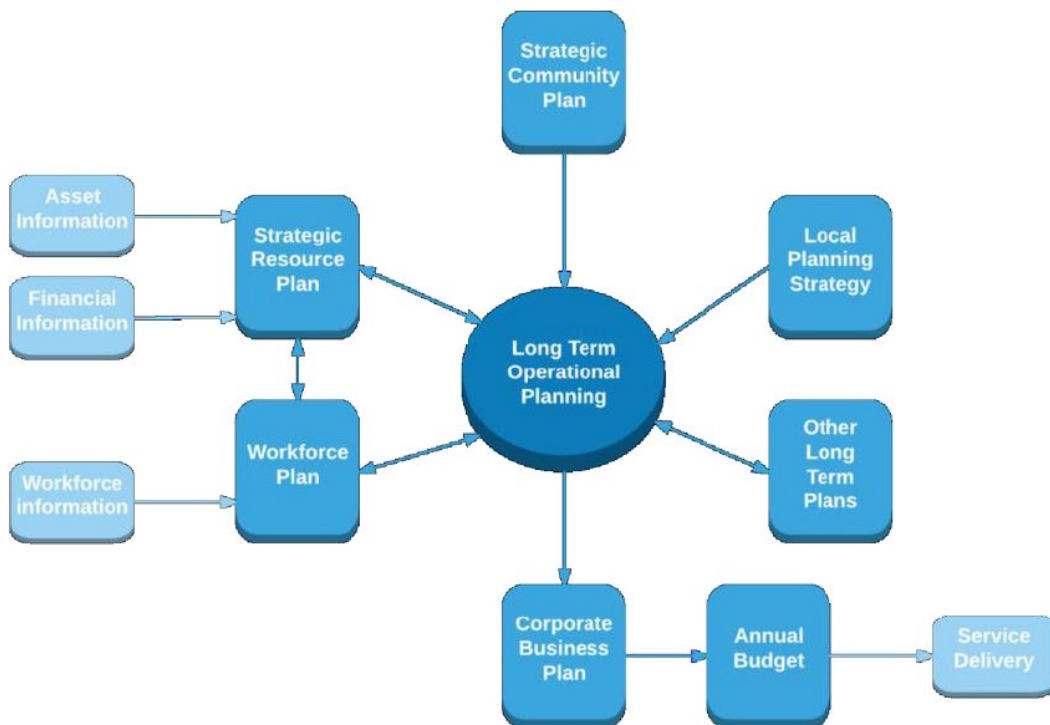 Strategic
Community
Plan
Asset
Information
Strategic
Resource
Plan
Local
Planning
Strategy
Financial
Information
Long Term
Operational
Planning
Workforce
Plan
Other
Long
Term
Plans
Workforce
information
Corporate
Business
Plan
Annual
Budget
Service
Delivery